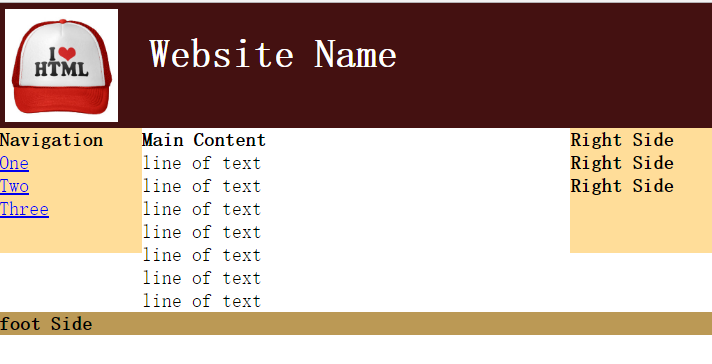 I ❤ HTML
Website Name
Navigation
One
Two
Three
Main Content
line of text
line of text
line of text
line of text
line of text
line of text
line of text
Right Side
Right Side
Right Side
foot Side